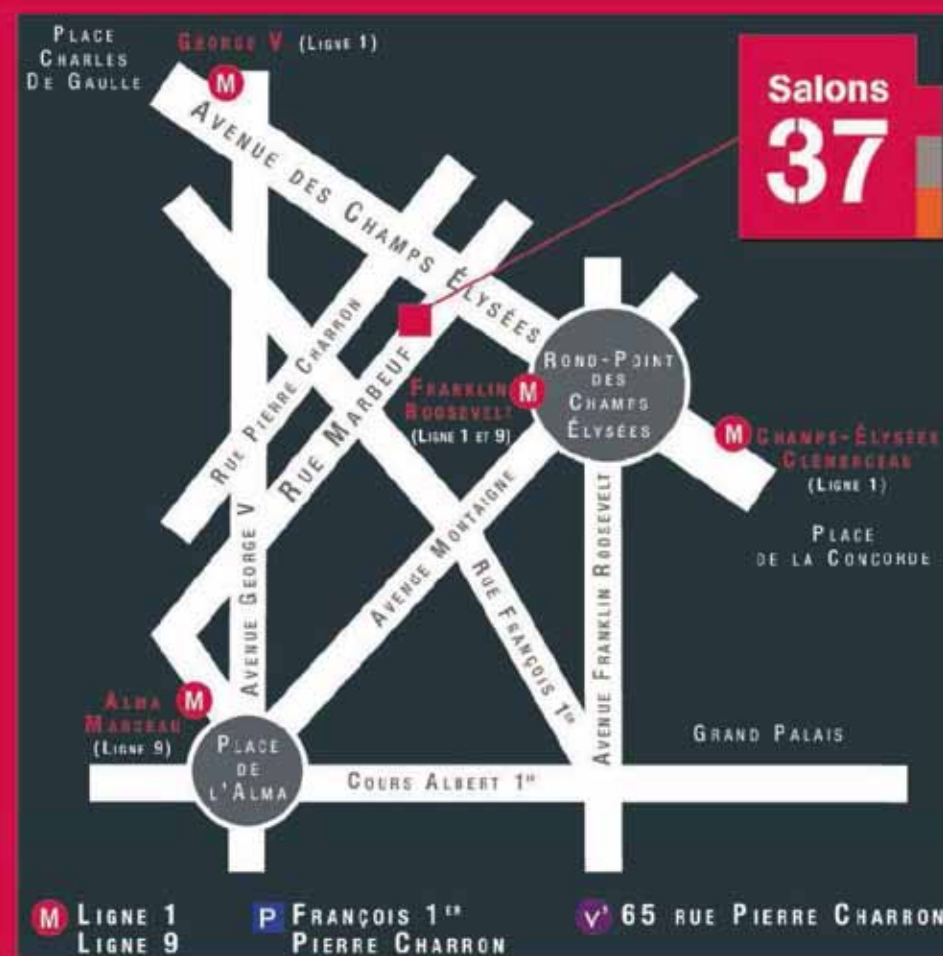 PLACE
CHARLES
DE GAULLE
GEORGE V (LIGNE 1)
Salons
37
AVENUE DES CHAMPS ÉLYSÉES
RUE PIERRE CHARRON
RUE MARBEUF
FRANKLIN
ROOSEVELT
(LIGNE 1 ET 9)
M
ROND-POINT
DES
CHAMPS
ÉLYSÉES
M
CHAMPS-ÉLYSÉES
CLEMENCEAU
(LIGNE 1)
PLACE
DE LA CONCORDE
AVENUE GEORGE V
AVENUE MONTAIGNE
RUE FRANÇOIS 1ER
AVENUE FRANKLIN ROOSEVELT
ALMA
MARCEAU
(LIGNE 9)
M
PLACE
DE
L'ALMA
COURS ALBERT 1ER
GRAND PALAIS
M
M LIGNE 1
LIGNE 9
P FRANÇOIS 1ER
PIERRE CHARRON
V' 65 RUE PIERRE CHARRON